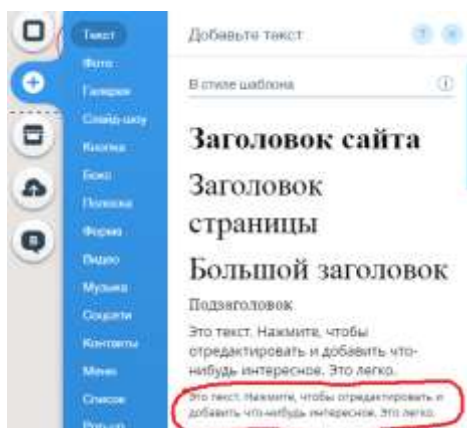 Текст
Фото
Галерея
Слайд-шоу
Кнопка
Бокс
Полоска
Форма
Видео
Музыка
Соцсети
Контакты
Меню
Список
Pop-up
Добавьте текст
?
×
В стиле шаблона
i
Заголовок сайта
Заголовок
страницы
Большой заголовок
Подзаголовок
Это текст. Нажмите, чтобы
отредактировать и добавить что-
нибудь интересное. Это легко.
Это текст. Нажмите, чтобы отредактировать и
добавить что-нибудь интересное. Это легко.